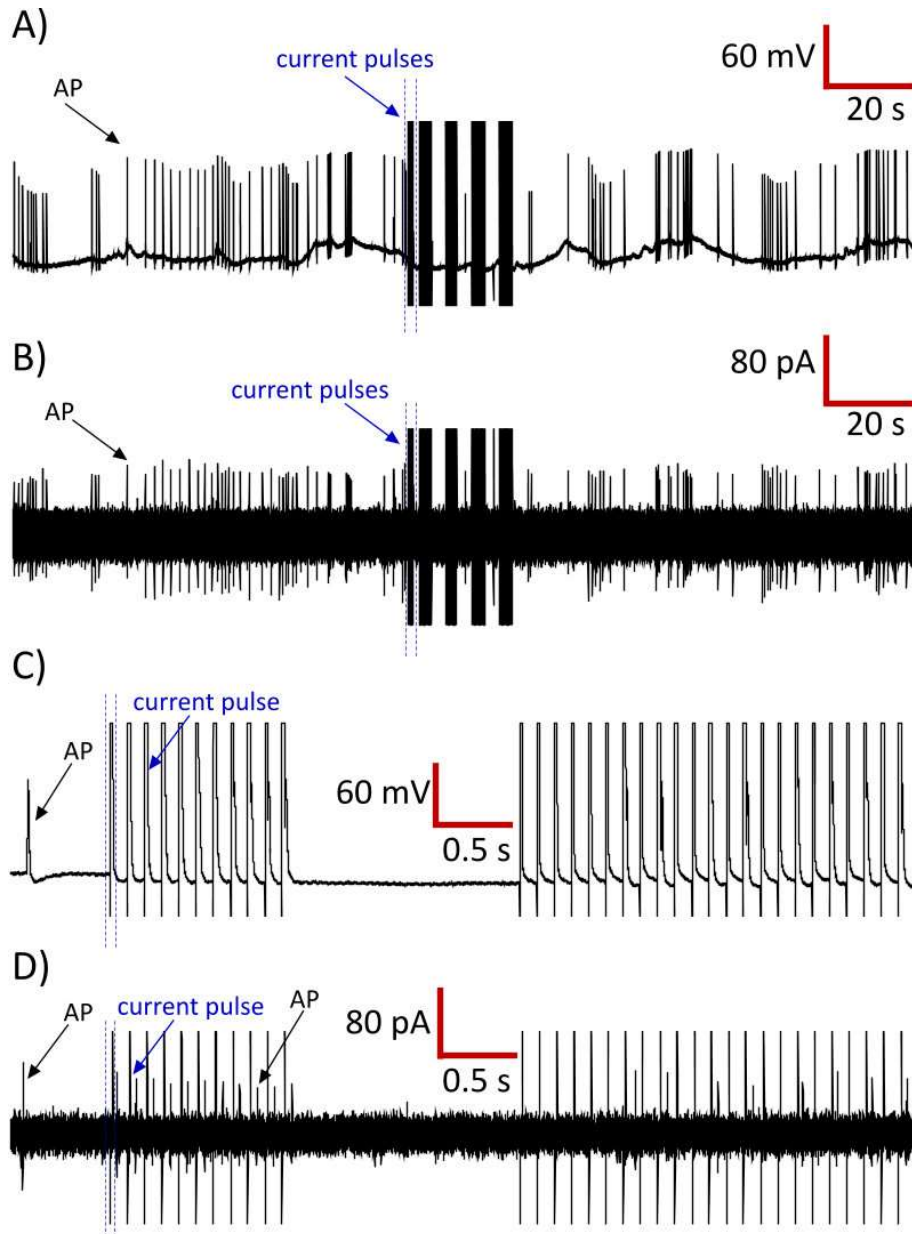 A)
current pulses
60 mV
AP
20 s
B)
80 pA
current pulses
AP
20 s
C)
current pulse
AP
60 mV
0.5 s
D)
AP
current pulse
AP
80 pA
0.5 s